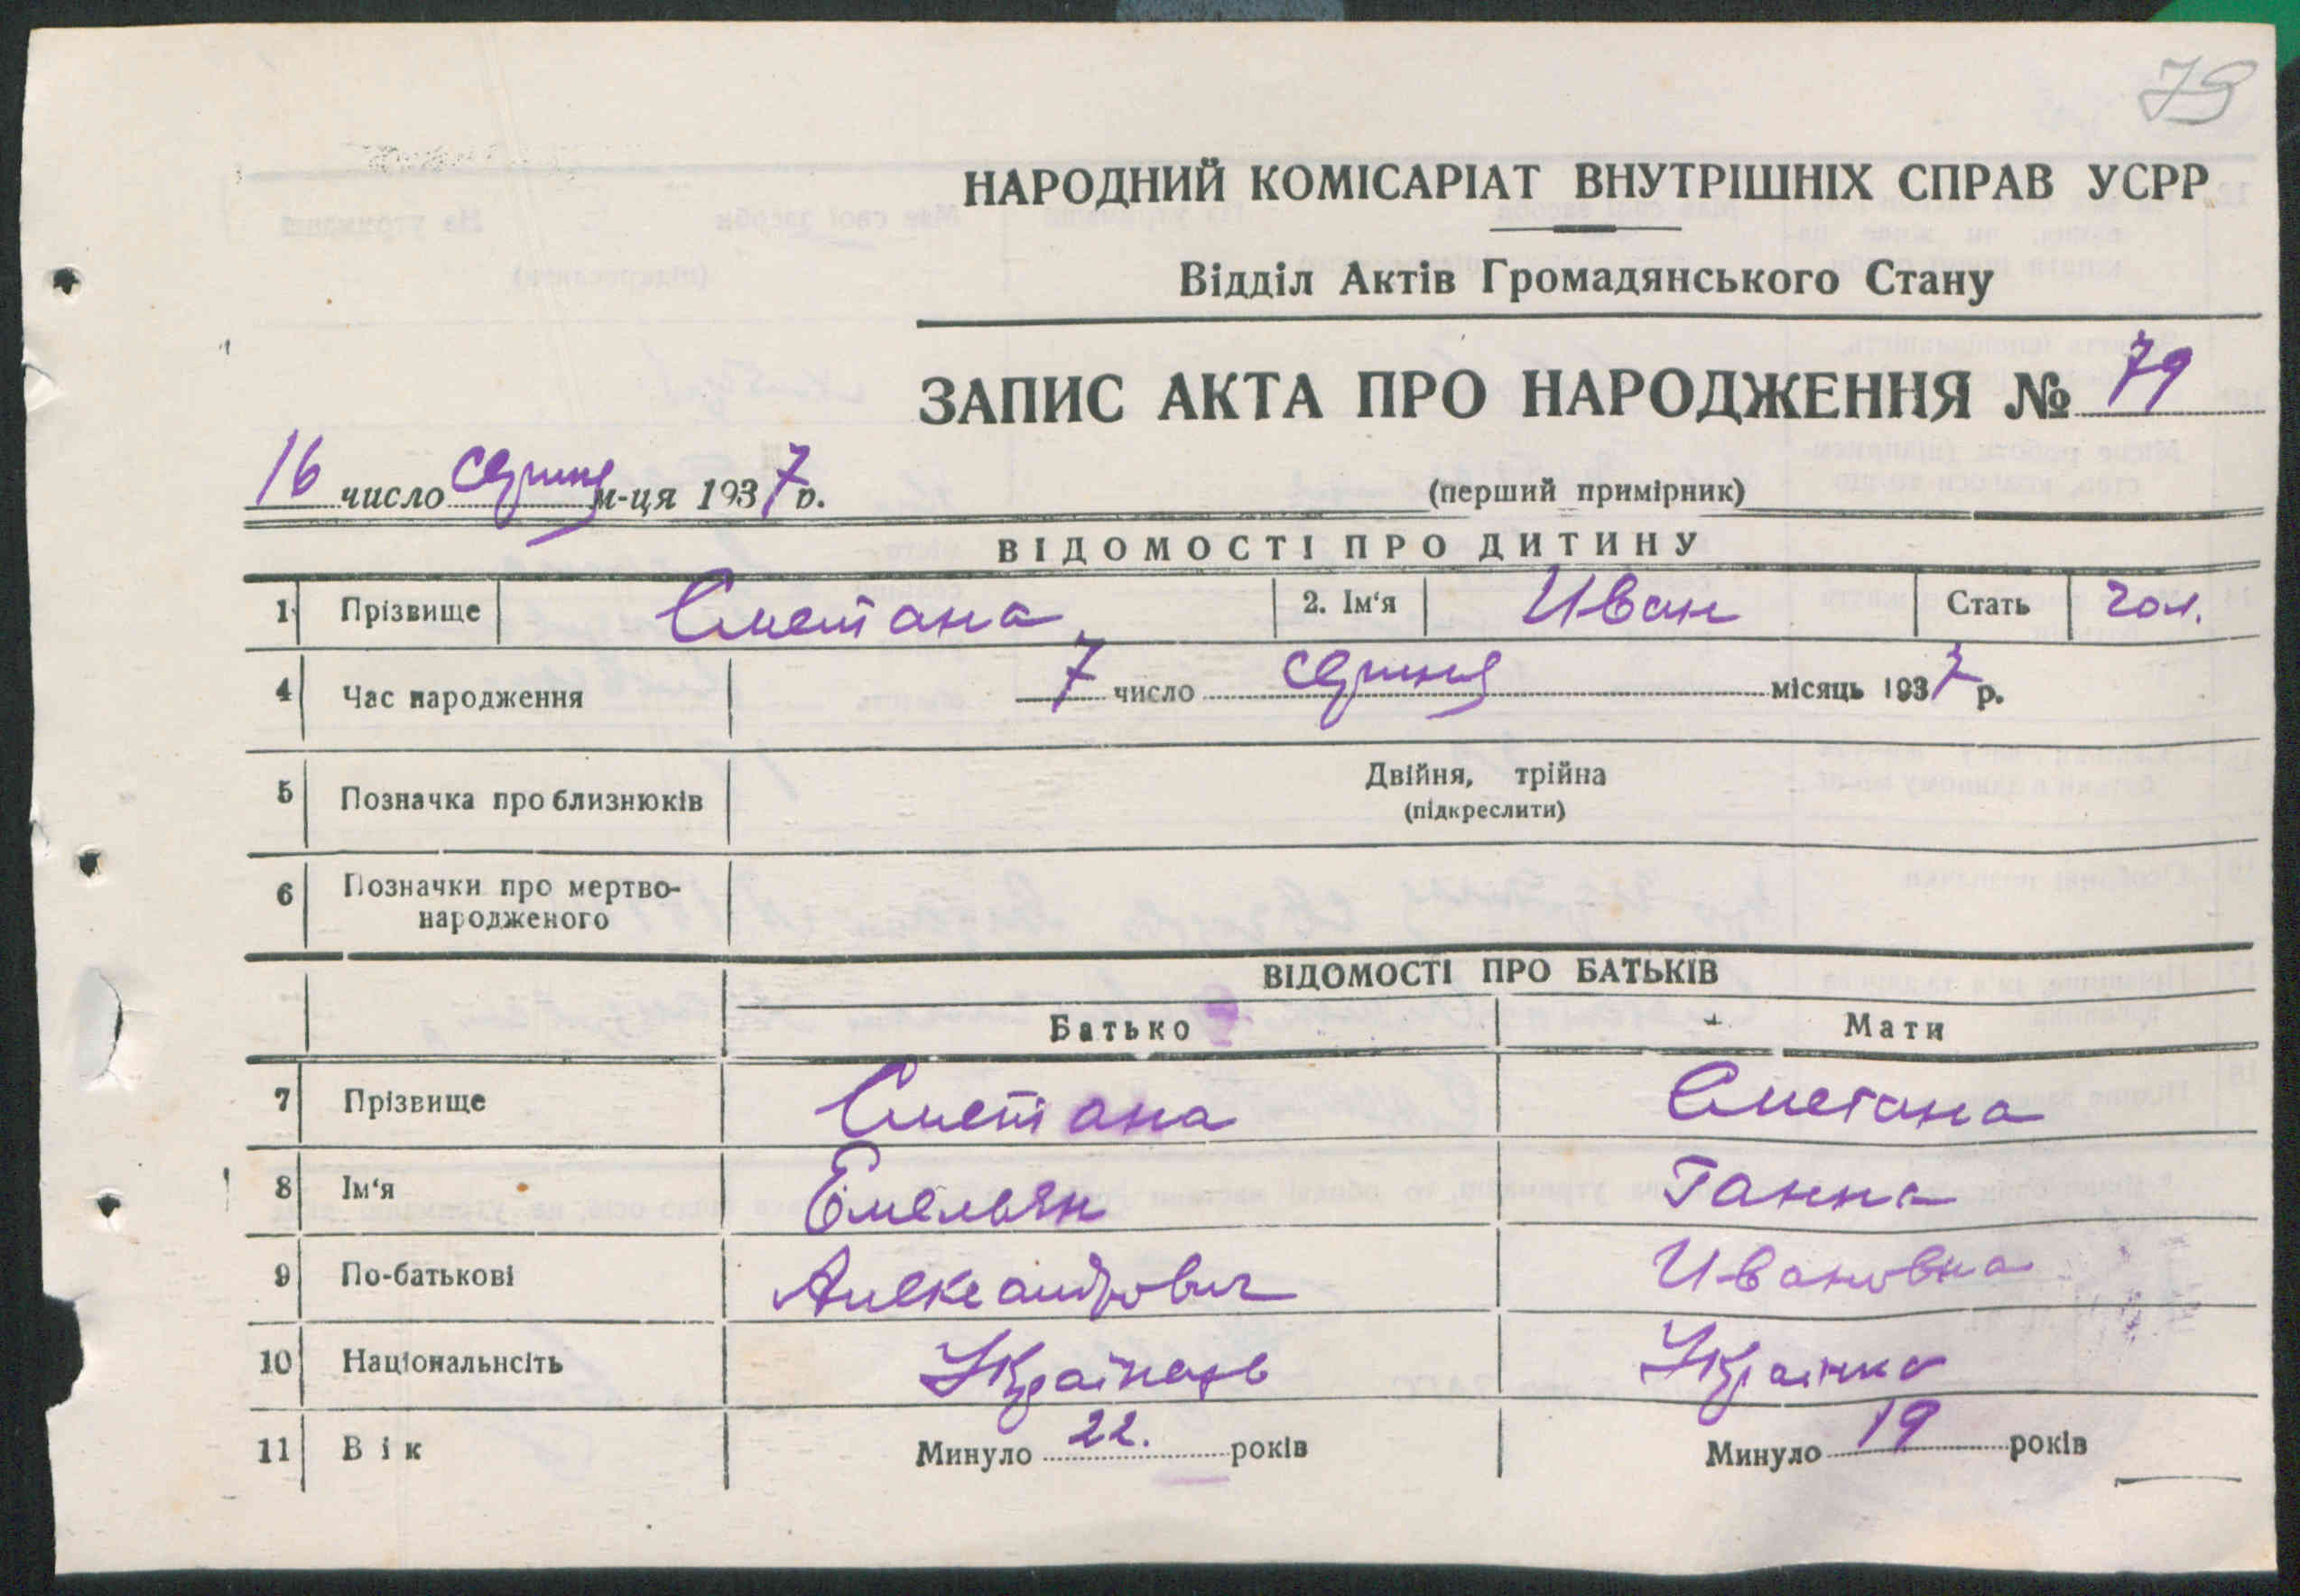 79
НАРОДНИЙ КОМІСАРІАТ ВНУТРІШНІХ СПРАВ УСРР
Відділ Актів Громадянського Стану
ЗАПИС АКТА ПРО НАРОДЖЕННЯ № 79
16 число серпня м-ця 1937 р.
(перший примірник)
ВІДОМОСТІ ПРО ДИТИНУ
1 Прізвище Сметана 2. Ім'я Иван Стать чол.
4 Час народження 7 число серпня місяць 1937 р.
5 Позначка про близнюків Двійня, трійна
(підкреслити)
6 Позначки про мертво-
народженого
ВІДОМОСТІ ПРО БАТЬКІВ
Батько Мати
7 Прізвище Сметана Сметана
8 Ім'я Емельян Ганна
9 По-батькові Александрович Ивановна
10 Національнсіть Українець Українка
11 Вік Минуло 22. років Минуло 19 років